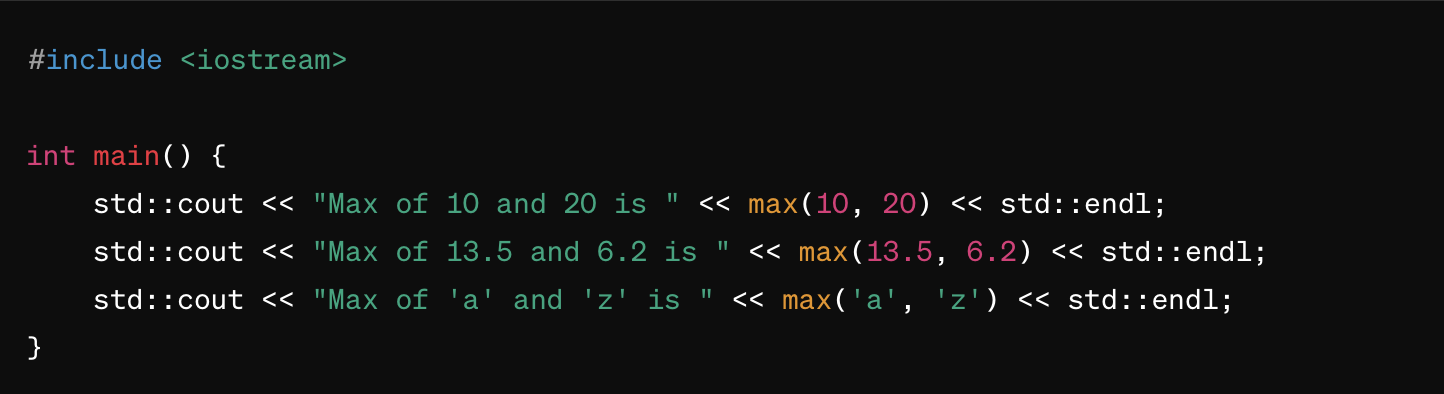 #include <iostream>
int main() {
std::cout << "Max of 10 and 20 is " << max(10, 20) << std::endl;
std::cout << "Max of 13.5 and 6.2 is " << max(13.5, 6.2) << std::endl;
std::cout << "Max of 'a' and 'z' is " << max('a', 'z') << std::endl;
}